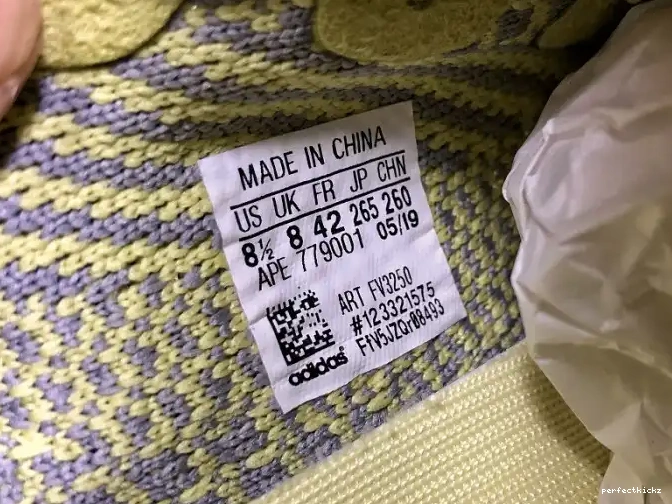 MADE IN CHINA
US UK FR JP CHN
8½ 8 42 265 260
APE 779001 05/19
ART FV3250
#123321575
FfV5JZQr08493
adidas
perfectkickz